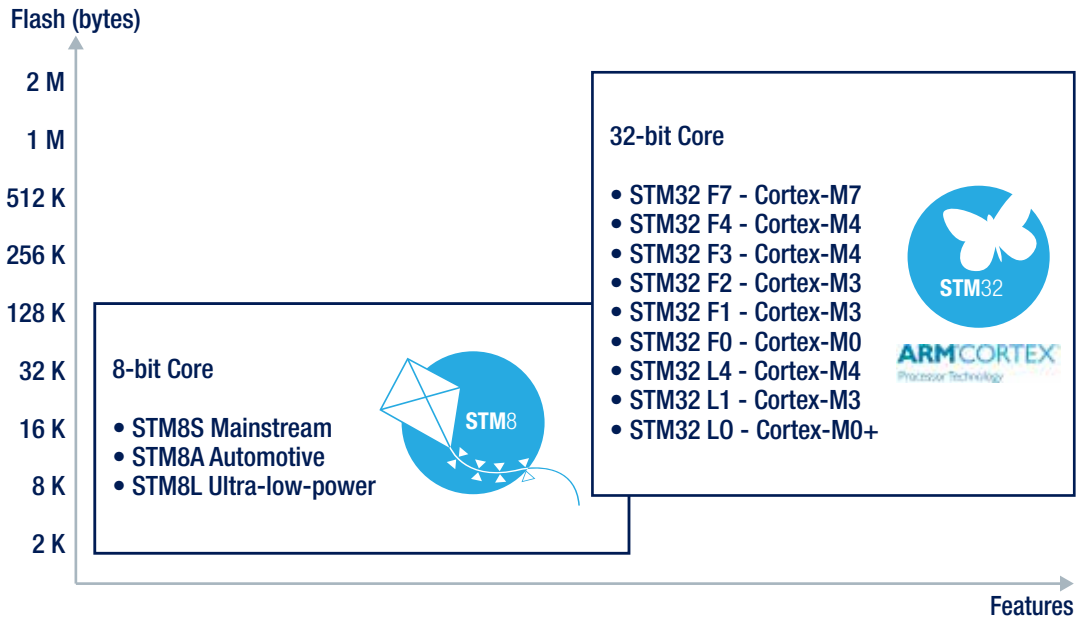 Flash (bytes)
2 M
1 M
512 K
256 K
128 K
32 K
16 K
8 K
2 K
8-bit Core
• STM8S Mainstream
• STM8A Automotive
• STM8L Ultra-low-power
STM8
32-bit Core
• STM32 F7 - Cortex-M7
• STM32 F4 - Cortex-M4
• STM32 F3 - Cortex-M4
• STM32 F2 - Cortex-M3
• STM32 F1 - Cortex-M3
• STM32 F0 - Cortex-M0
• STM32 L4 - Cortex-M4
• STM32 L1 - Cortex-M3
• STM32 L0 - Cortex-M0+
STM32
ARM CORTEX
Processor Technology
Features